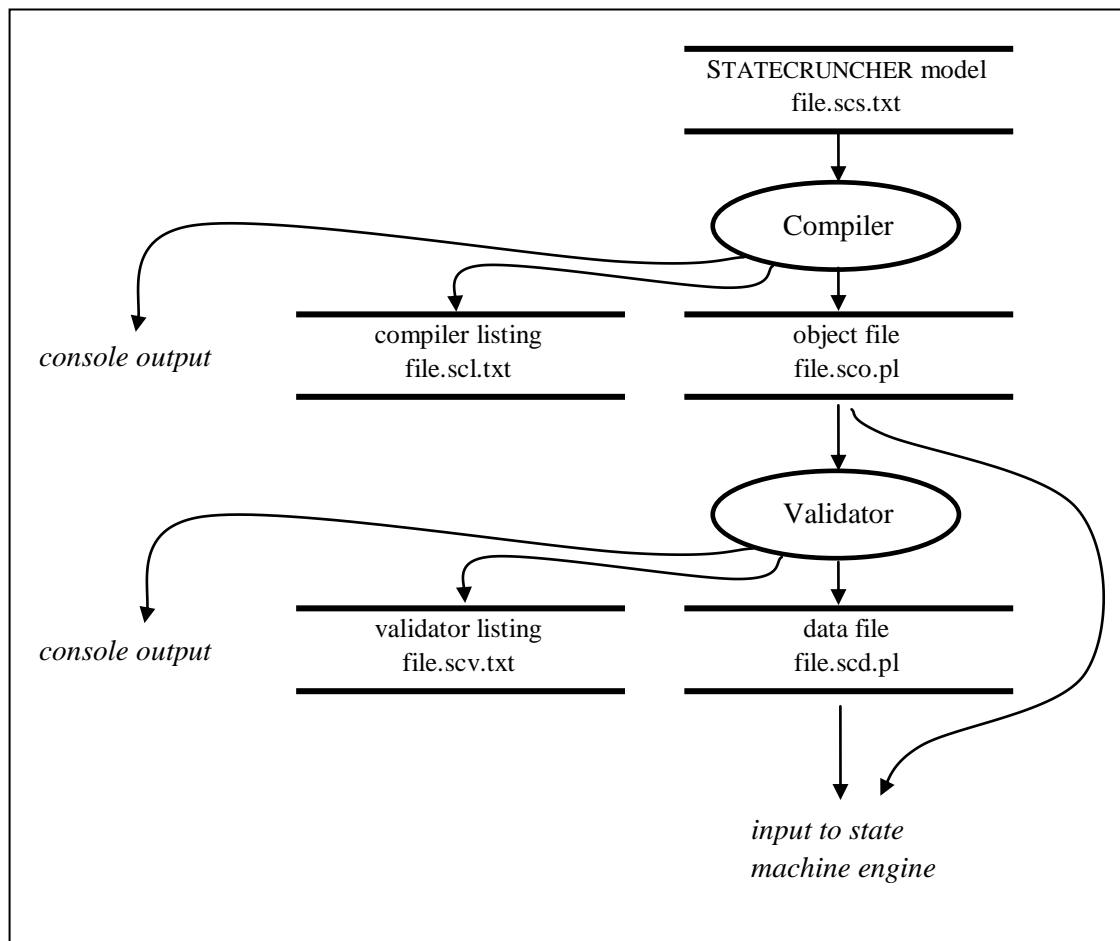 STATECRUNCHER model
file.scs.txt
Compiler
console output
compiler listing
file.scl.txt
object file
file.sco.pl
Validator
console output
validator listing
file.scv.txt
data file
file.scd.pl
input to state
machine engine